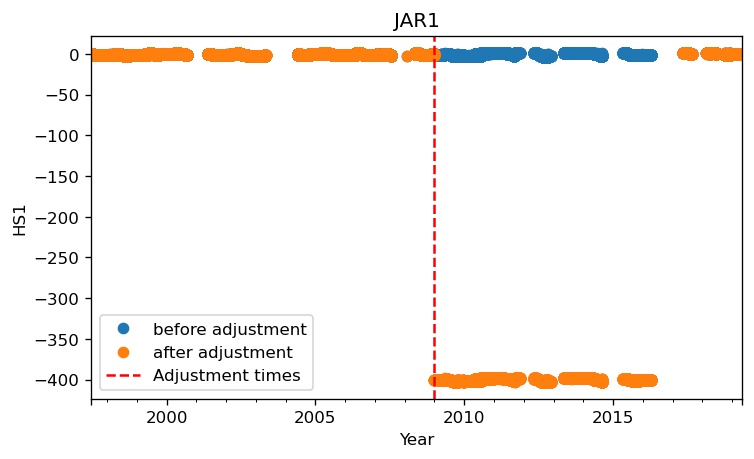 JAR1
0
−50
−100
−150
−200
−250
−300
−350
−400
HS1
before adjustment
after adjustment
Adjustment times
2000
2005
2010
2015
Year